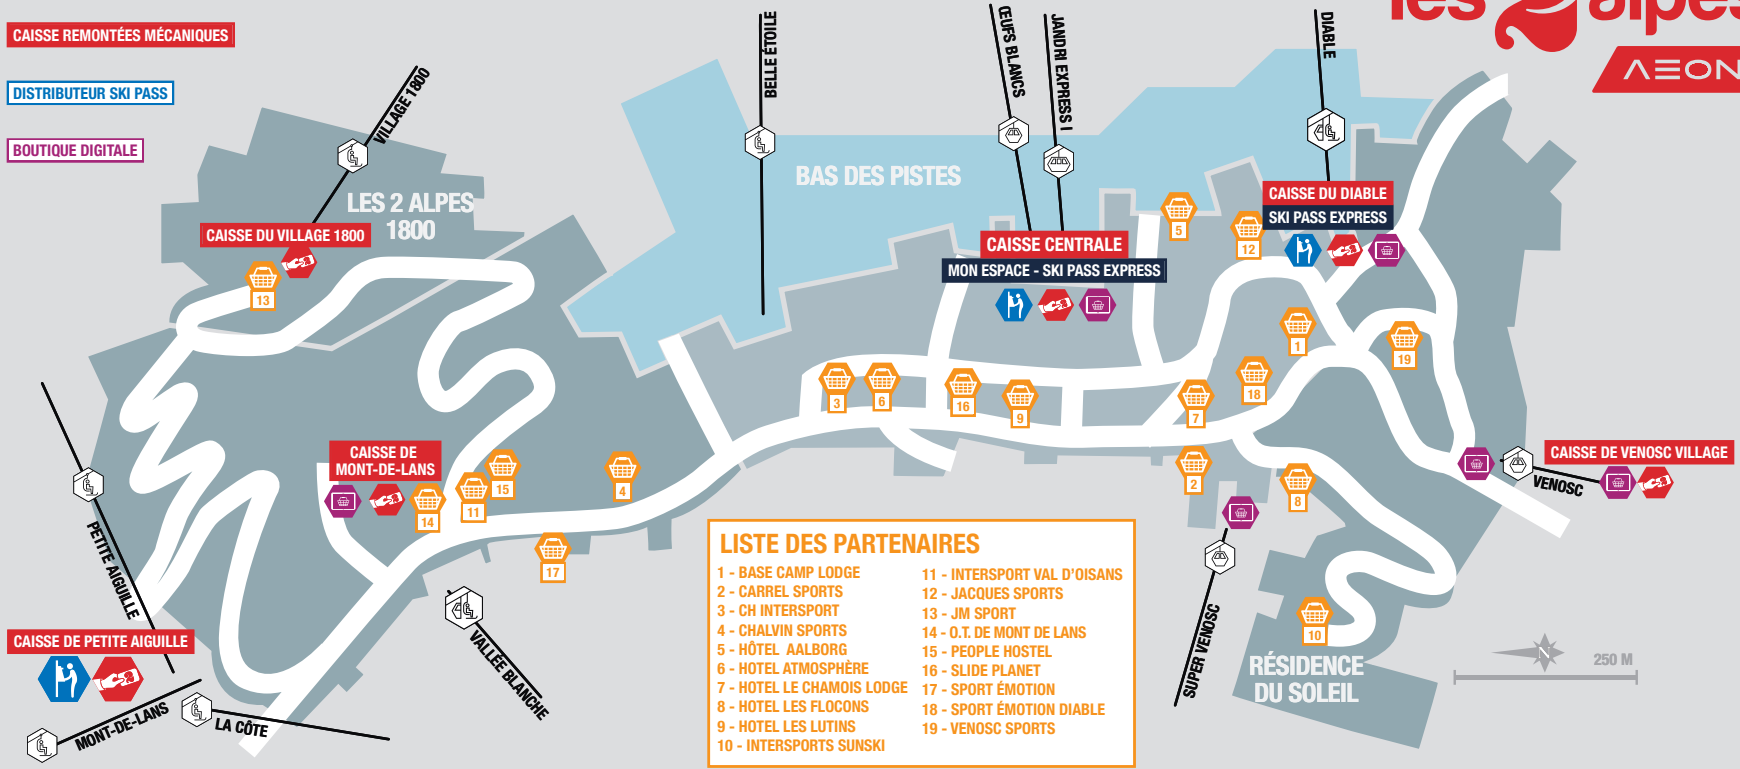 les 2 alpes
AEON
CAISSE REMONTÉES MÉCANIQUES
DISTRIBUTEUR SKI PASS
BOUTIQUE DIGITALE
VILLAGE 1800
BELLE ÉTOILE
ŒUFS BLANCS
JANDRI EXPRESS I
DIABLE
LES 2 ALPES
1800
BAS DES PISTES
CAISSE DU VILLAGE 1800
13
CAISSE CENTRALE
MON ESPACE - SKI PASS EXPRESS
5
12
CAISSE DU DIABLE
SKI PASS EXPRESS
1
19
3
6
16
9
7
18
CAISSE DE
MONT-DE-LANS
14
11
15
4
17
2
8
CAISSE DE VENOSC VILLAGE
VENOSC
PETITE AIGUILLE
CAISSE DE PETITE AIGUILLE
MONT-DE-LANS
LA CÔTE
VALLÉE BLANCHE
SUPER VENOSC
10
RÉSIDENCE
DU SOLEIL
N
250 M
LISTE DES PARTENAIRES
1 - BASE CAMP LODGE
2 - CARREL SPORTS
3 - CH INTERSPORT
4 - CHALVIN SPORTS
5 - HÔTEL AALBORG
6 - HOTEL ATMOSPHÈRE
7 - HOTEL LE CHAMOIS LODGE
8 - HOTEL LES FLOCONS
9 - HOTEL LES LUTINS
10 - INTERSPORTS SUNSKI
11 - INTERSPORT VAL D'OISANS
12 - JACQUES SPORTS
13 - JM SPORT
14 - O.T. DE MONT DE LANS
15 - PEOPLE HOSTEL
16 - SLIDE PLANET
17 - SPORT ÉMOTION
18 - SPORT ÉMOTION DIABLE
19 - VENOSC SPORTS